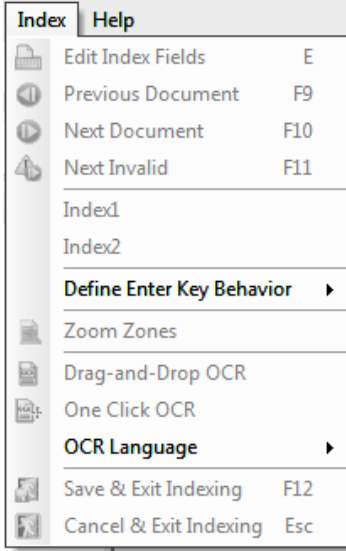 Index Help
Edit Index Fields E
Previous Document F9
Next Document F10
Next Invalid F11
Index1
Index2
Define Enter Key Behavior
Zoom Zones
Drag-and-Drop OCR
One Click OCR
OCR Language
Save & Exit Indexing F12
Cancel & Exit Indexing Esc